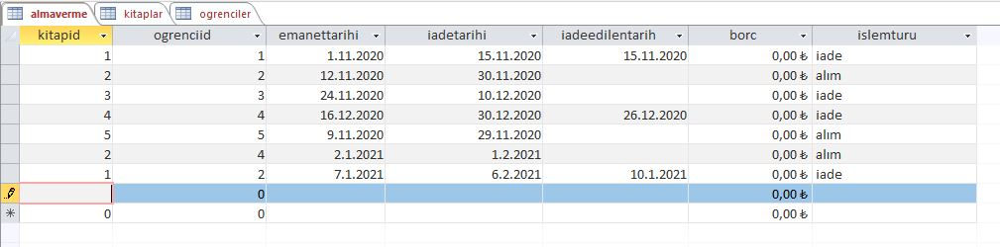 almaverme kitaplar ogrenciler
kitapid ogrenciid emanettarihi iadetarihi iadeedilentarih borc islemturu
1 1 1.11.2020 15.11.2020 15.11.2020 0,00 ₺ iade
2 2 12.11.2020 30.11.2020 0,00 ₺ alım
3 3 24.11.2020 10.12.2020 0,00 ₺ iade
4 4 16.12.2020 30.12.2020 26.12.2020 0,00 ₺ iade
5 5 9.11.2020 29.11.2020 0,00 ₺ alım
2 4 2.1.2021 1.2.2021 0,00 ₺ alım
1 2 7.1.2021 6.2.2021 10.1.2021 0,00 ₺ iade
0 0,00 ₺
0 0 0,00 ₺